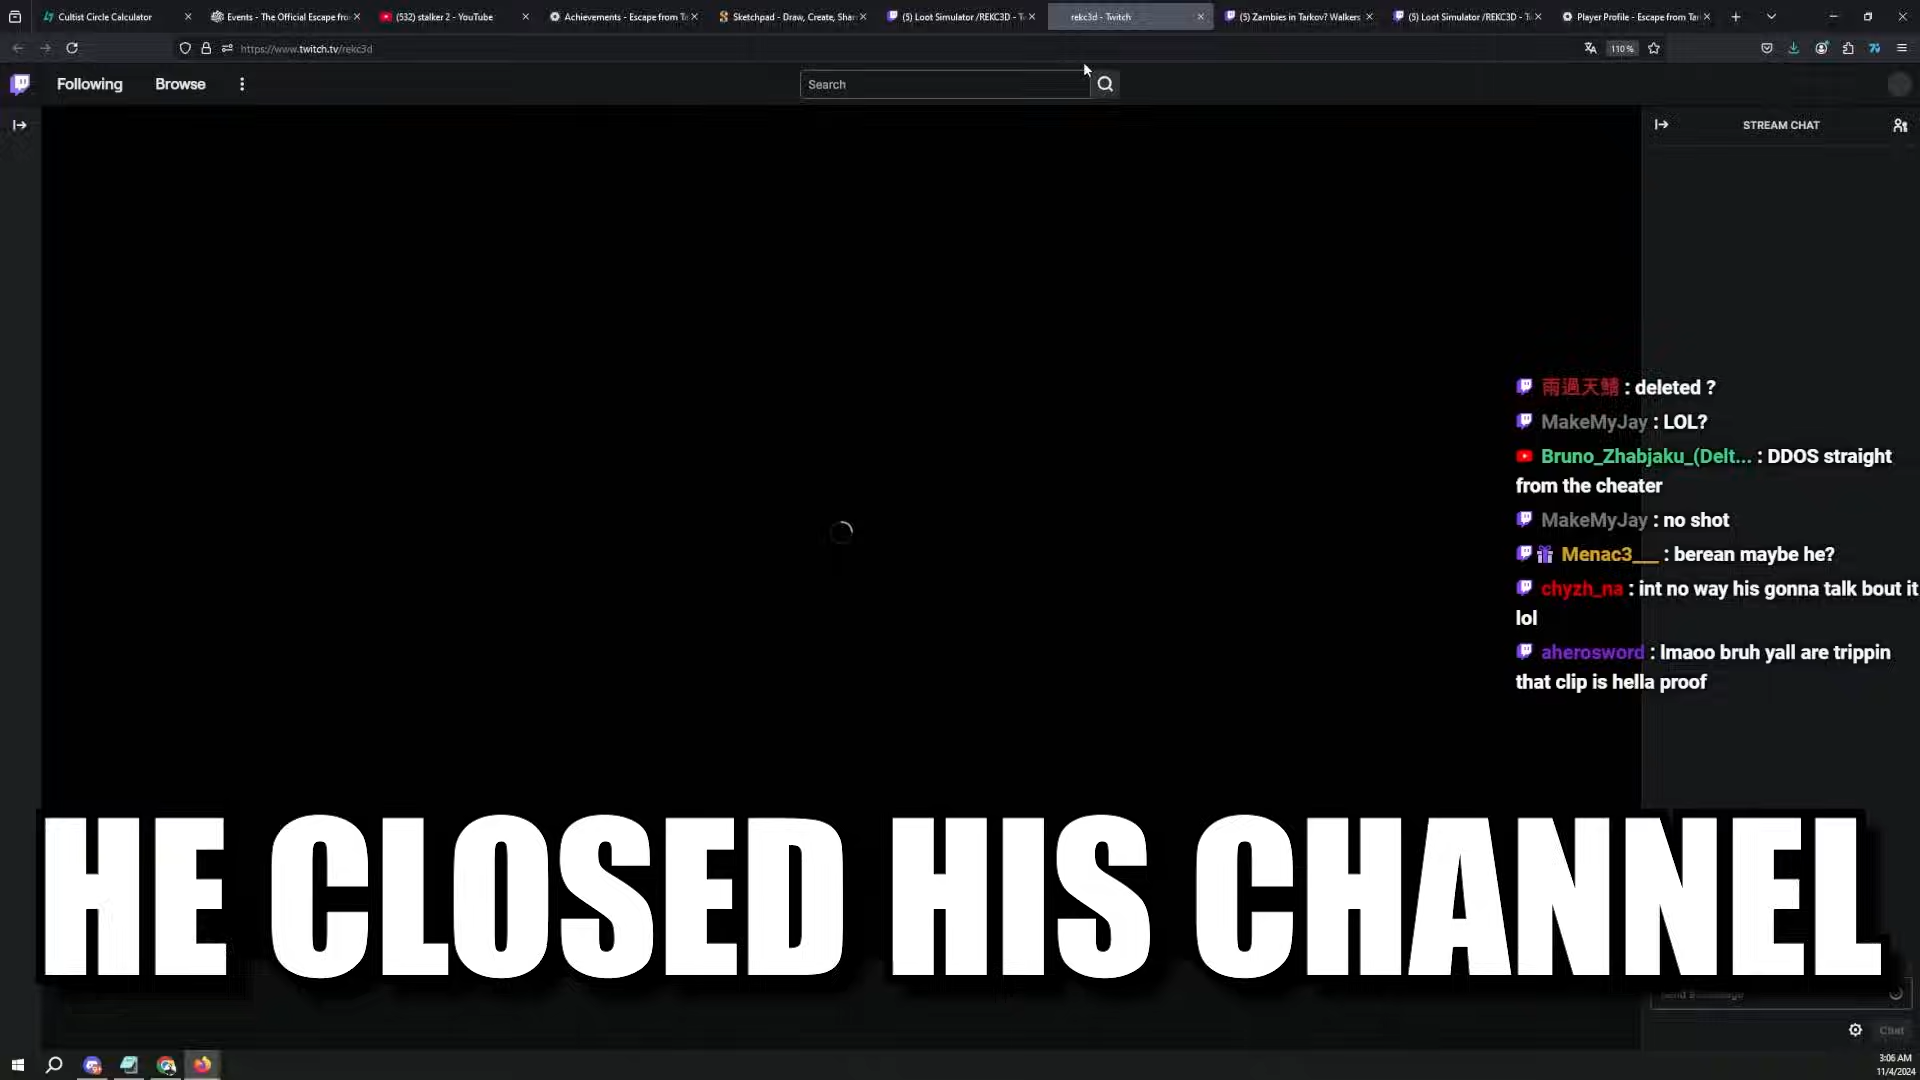 Cultist Circle Calculator
Events - The Official Escape fro
(532) stalker 2 - YouTube
Achievements - Escape from T
Sketchpad - Draw, Create, Shar
(5) Loot Simulator /REKC3D - T
rekc3d - Twitch
(5) Zambies in Tarkov? Walkers
(5) Loot Simulator /REKC3D - T
Player Profile - Escape from Ta
https://www.twitch.tv/rekc3d
110%
Following
Browse
Search
STREAM CHAT
雨過天鯖 : deleted ?
MakeMyJay : LOL?
Bruno_Zhabjaku_(Delt... : DDOS straight
from the cheater
MakeMyJay : no shot
Menac3___ : berean maybe he?
chyzh_na : int no way his gonna talk bout it
lol
aherosword : lmaoo bruh yall are trippin
that clip is hella proof
HE CLOSED HIS CHANNEL
Send a message
Chat
3:06 AM
11/4/2024